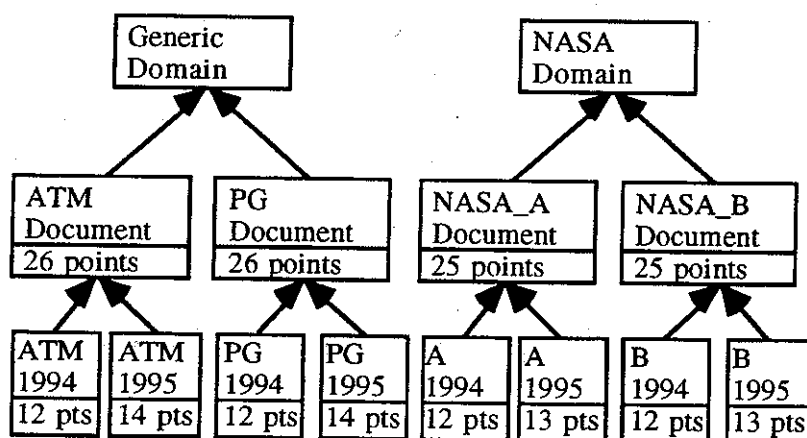 Generic
Domain
NASA
Domain
ATM
Document
26 points
PG
Document
26 points
NASA_A
Document
25 points
NASA_B
Document
25 points
ATM
1994
12 pts
ATM
1995
14 pts
PG
1994
12 pts
PG
1995
14 pts
A
1994
12 pts
A
1995
13 pts
B
1994
12 pts
B
1995
13 pts